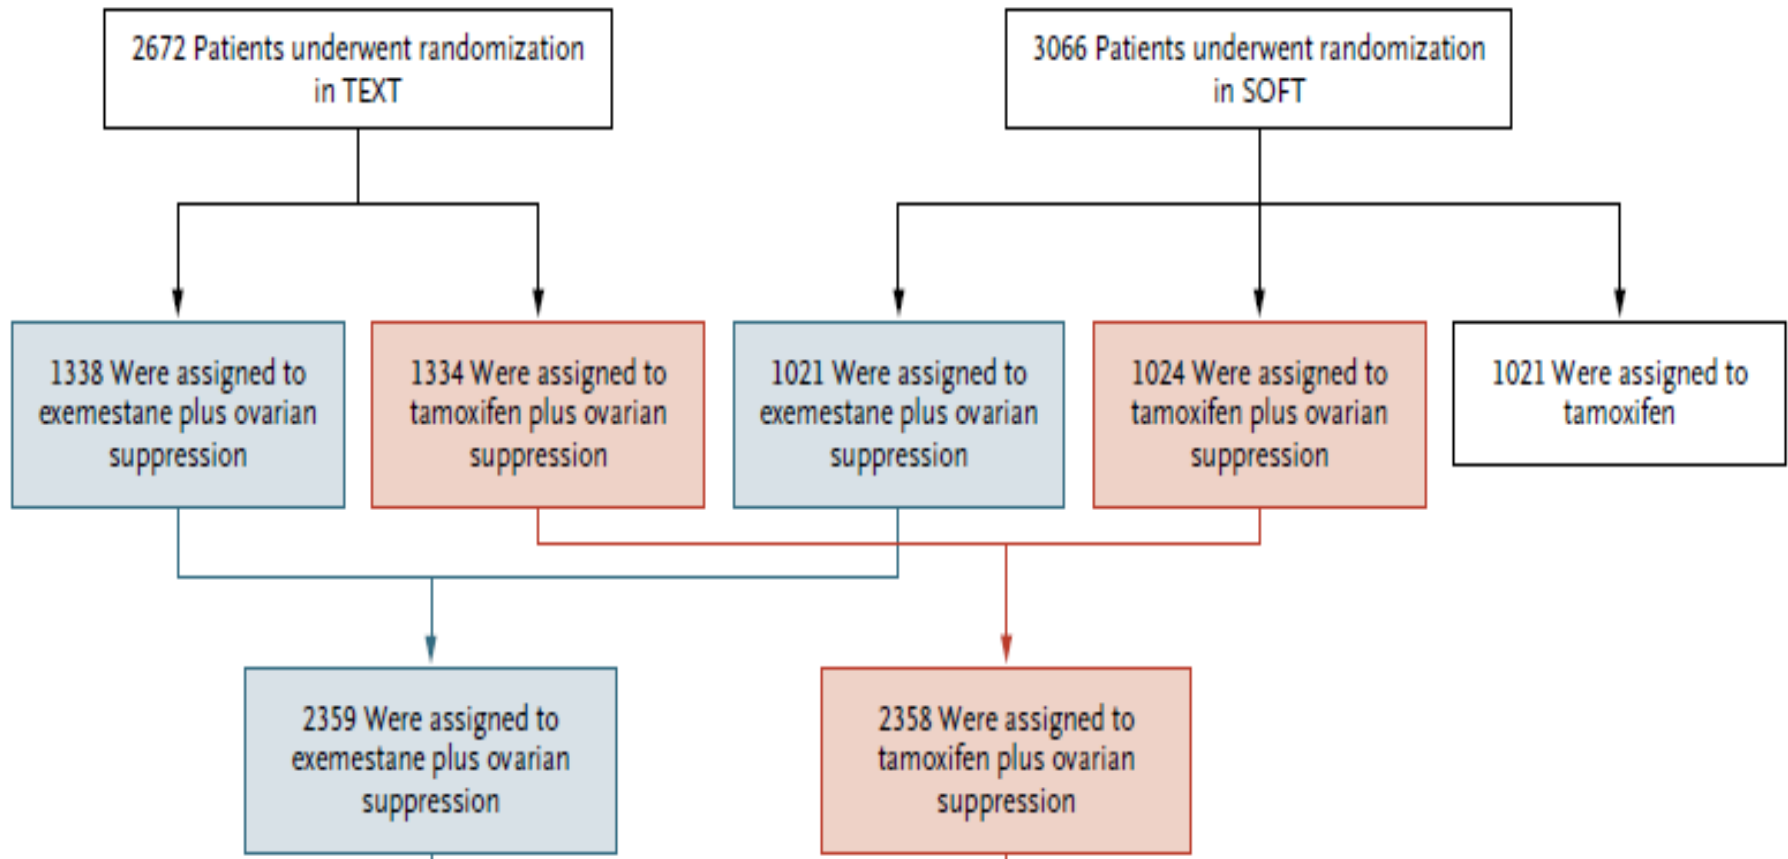 2672 Patients underwent randomization
in TEXT
3066 Patients underwent randomization
in SOFT
1338 Were assigned to
exemestane plus ovarian
suppression
1334 Were assigned to
tamoxifen plus ovarian
suppression
1021 Were assigned to
exemestane plus ovarian
suppression
1024 Were assigned to
tamoxifen plus ovarian
suppression
1021 Were assigned to
tamoxifen
2359 Were assigned to
exemestane plus ovarian
suppression
2358 Were assigned to
tamoxifen plus ovarian
suppression